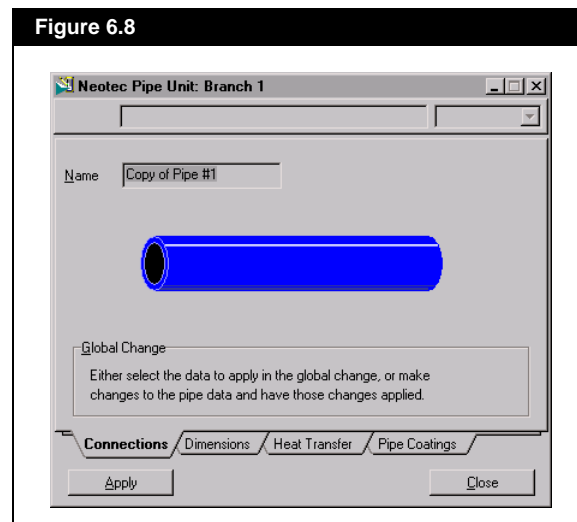 Figure 6.8
Neotec Pipe Unit: Branch 1
Name Copy of Pipe #1
Global Change
Either select the data to apply in the global change, or make
changes to the pipe data and have those changes applied.
Connections Dimensions Heat Transfer Pipe Coatings
Apply Close